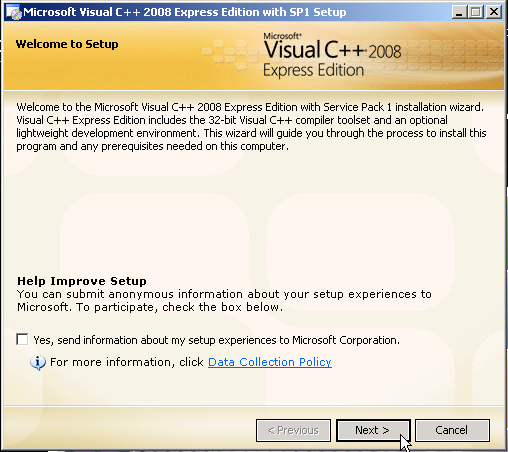 Microsoft Visual C++ 2008 Express Edition with SP1 Setup
Welcome to Setup
Microsoft®
Visual C++ 2008
Express Edition
Welcome to the Microsoft Visual C++ 2008 Express Edition with Service Pack 1 installation wizard.
Visual C++ Express Edition includes the 32-bit Visual C++ compiler toolset and an optional
lightweight development environment. This wizard will guide you through the process to install this
program and any prerequisites needed on this computer.
Help Improve Setup
You can submit anonymous information about your setup experiences to
Microsoft. To participate, check the box below.
Yes, send information about my setup experiences to Microsoft Corporation.
For more information, click Data Collection Policy
< Previous Next > Cancel